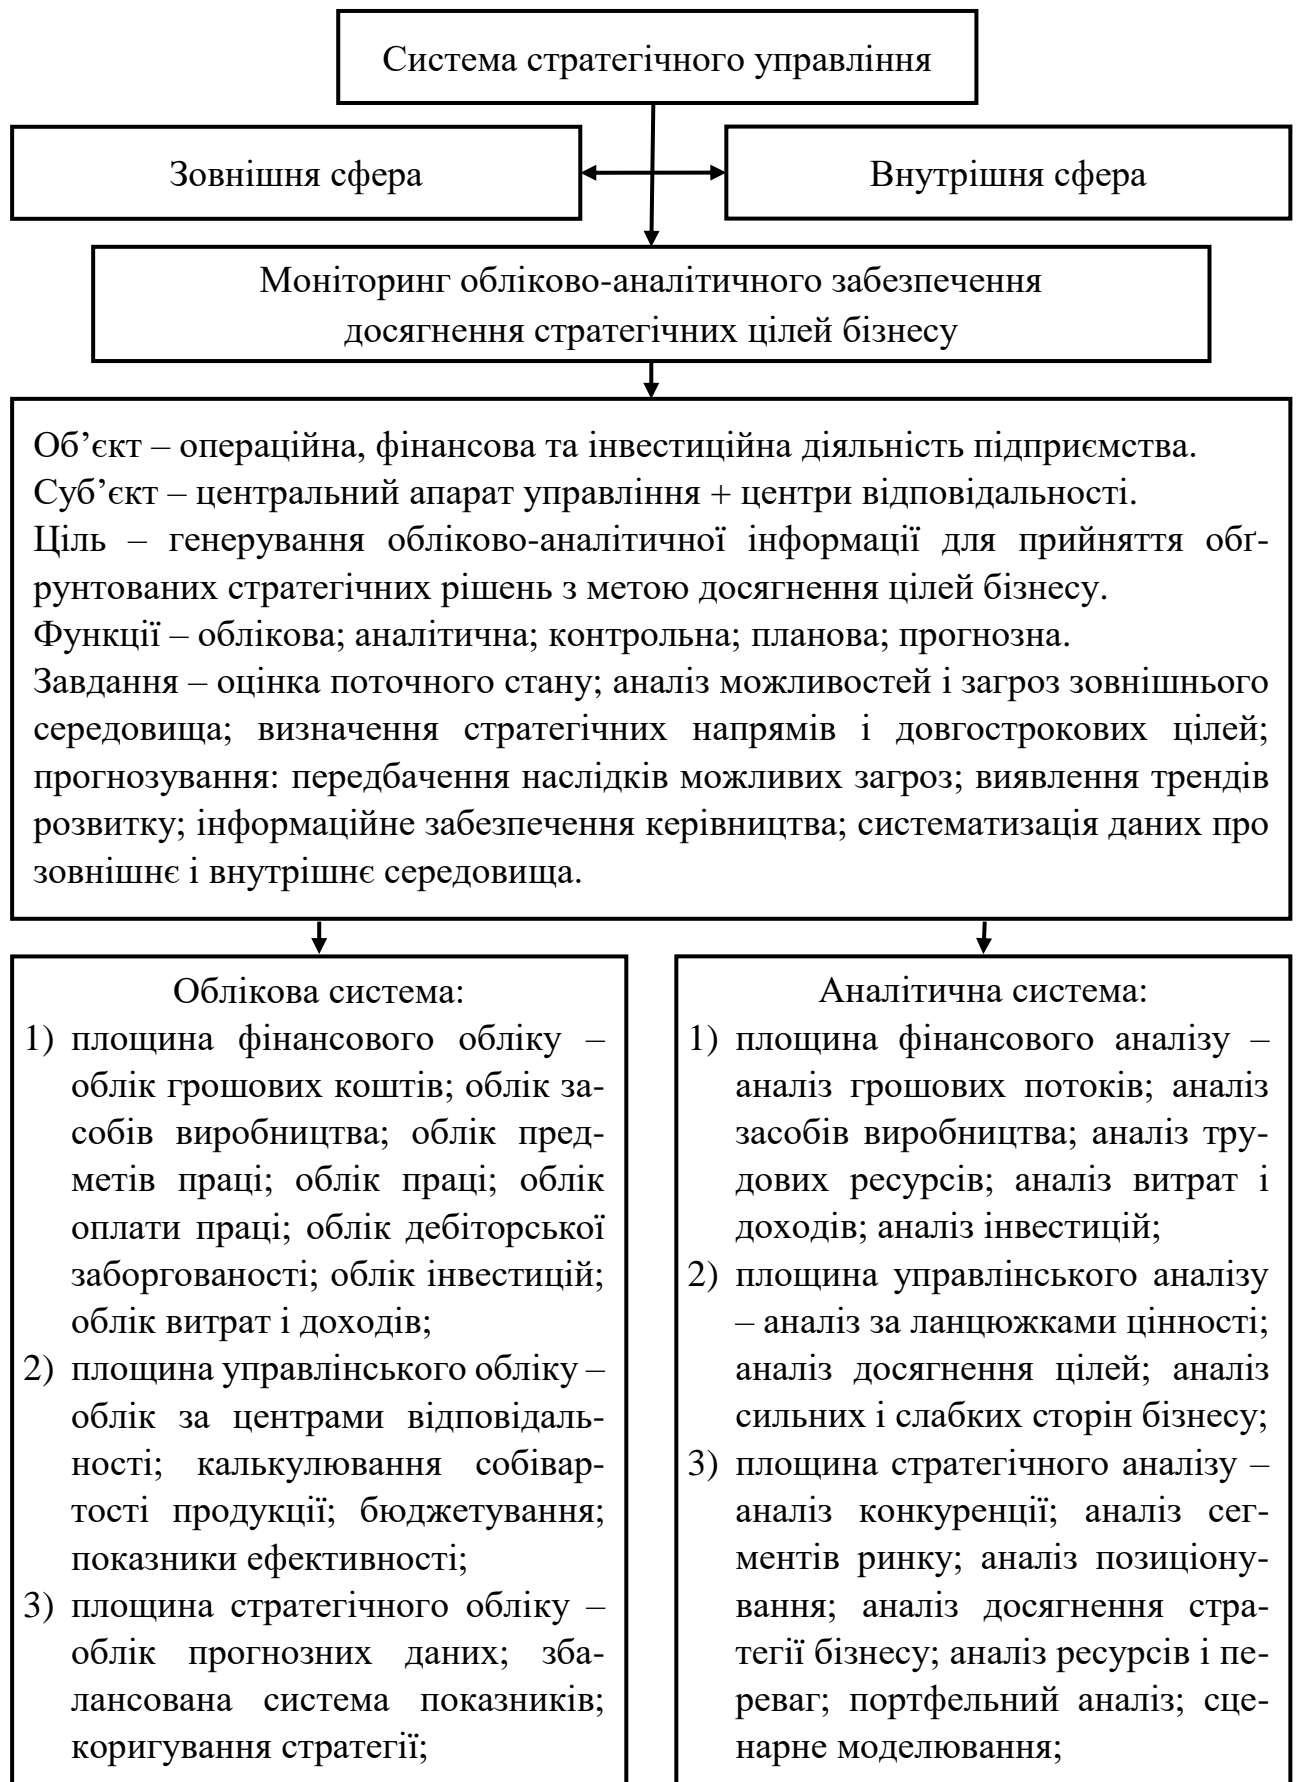 Система стратегічного управління
Зовнішня сфера
Внутрішня сфера
Моніторинг обліково-аналітичного забезпечення
досягнення стратегічних цілей бізнесу
Об’єкт – операційна, фінансова та інвестиційна діяльність підприємства.
Суб’єкт – центральний апарат управління + центри відповідальності.
Ціль – генерування обліково-аналітичної інформації для прийняття обґ-
рунтованих стратегічних рішень з метою досягнення цілей бізнесу.
Функції – облікова; аналітична; контрольна; планова; прогнозна.
Завдання – оцінка поточного стану; аналіз можливостей і загроз зовнішнього
середовища; визначення стратегічних напрямів і довгострокових цілей;
прогнозування: передбачення наслідків можливих загроз; виявлення трендів
розвитку; інформаційне забезпечення керівництва; систематизація даних про
зовнішнє і внутрішнє середовища.
Облікова система:
1) площина фінансового обліку –
облік грошових коштів; облік за-
собів виробництва; облік пред-
метів праці; облік праці; облік
оплати праці; облік дебіторської
заборгованості; облік інвестицій;
облік витрат і доходів;
2) площина управлінського обліку –
облік за центрами відповідаль-
ності; калькулювання собівар-
тості продукції; бюджетування;
показники ефективності;
3) площина стратегічного обліку –
облік прогнозних даних; зба-
лансована система показників;
коригування стратегії;
Аналітична система:
1) площина фінансового аналізу –
аналіз грошових потоків; аналіз
засобів виробництва; аналіз тру-
дових ресурсів; аналіз витрат і
доходів; аналіз інвестицій;
2) площина управлінського аналізу
– аналіз за ланцюжками цінності;
аналіз досягнення цілей; аналіз
сильних і слабких сторін бізнесу;
3) площина стратегічного аналізу –
аналіз конкуренції; аналіз сег-
ментів ринку; аналіз позиціону-
вання; аналіз досягнення стра-
тегії бізнесу; аналіз ресурсів і пе-
реваг; портфельний аналіз; сце-
нарне моделювання;